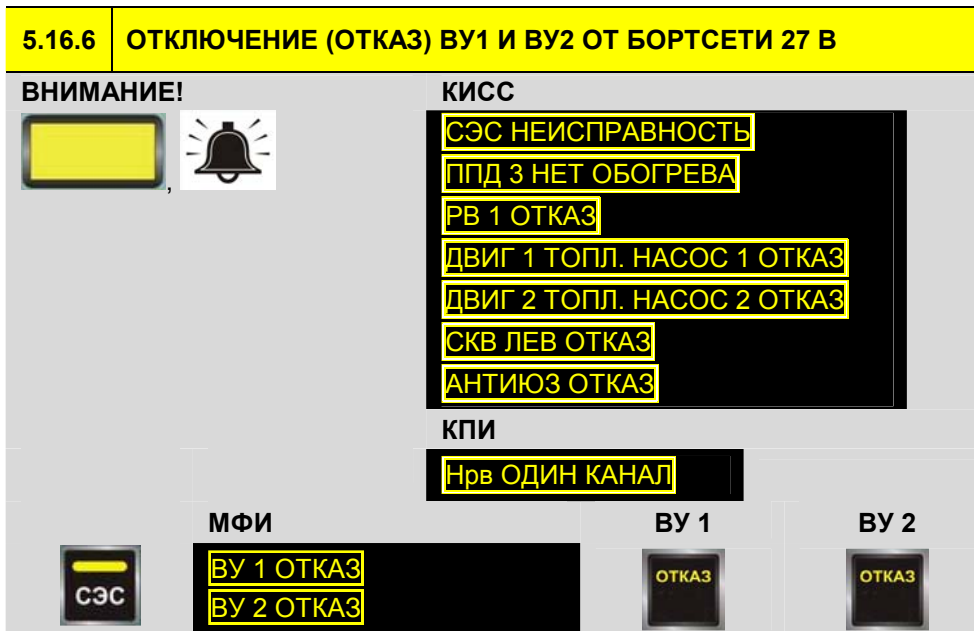 5.16.6 ОТКЛЮЧЕНИЕ (ОТКАЗ) ВУ1 И ВУ2 ОТ БОРТСЕТИ 27 В
ВНИМАНИЕ!
,
КИСС
СЭС НЕИСПРАВНОСТЬ
ППД 3 НЕТ ОБОГРЕВА
РВ 1 ОТКАЗ
ДВИГ 1 ТОПЛ. НАСОС 1 ОТКАЗ
ДВИГ 2 ТОПЛ. НАСОС 2 ОТКАЗ
СКВ ЛЕВ ОТКАЗ
АНТИЮЗ ОТКАЗ
КПИ
Нрв ОДИН КАНАЛ
СЭС
МФИ
ВУ 1 ОТКАЗ
ВУ 2 ОТКАЗ
ВУ 1
ОТКАЗ
ВУ 2
ОТКАЗ